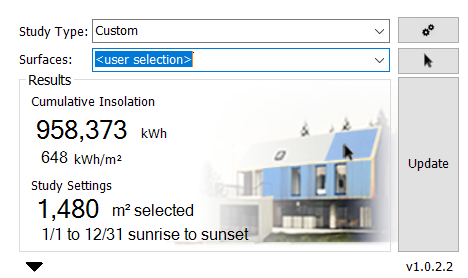 Study Type: Custom
Surfaces: <user selection>
Results
Cumulative Insolation
958,373 kWh
648 kWh/m²
Study Settings
1,480 m² selected
1/1 to 12/31 sunrise to sunset
Update
v1.0.2.2